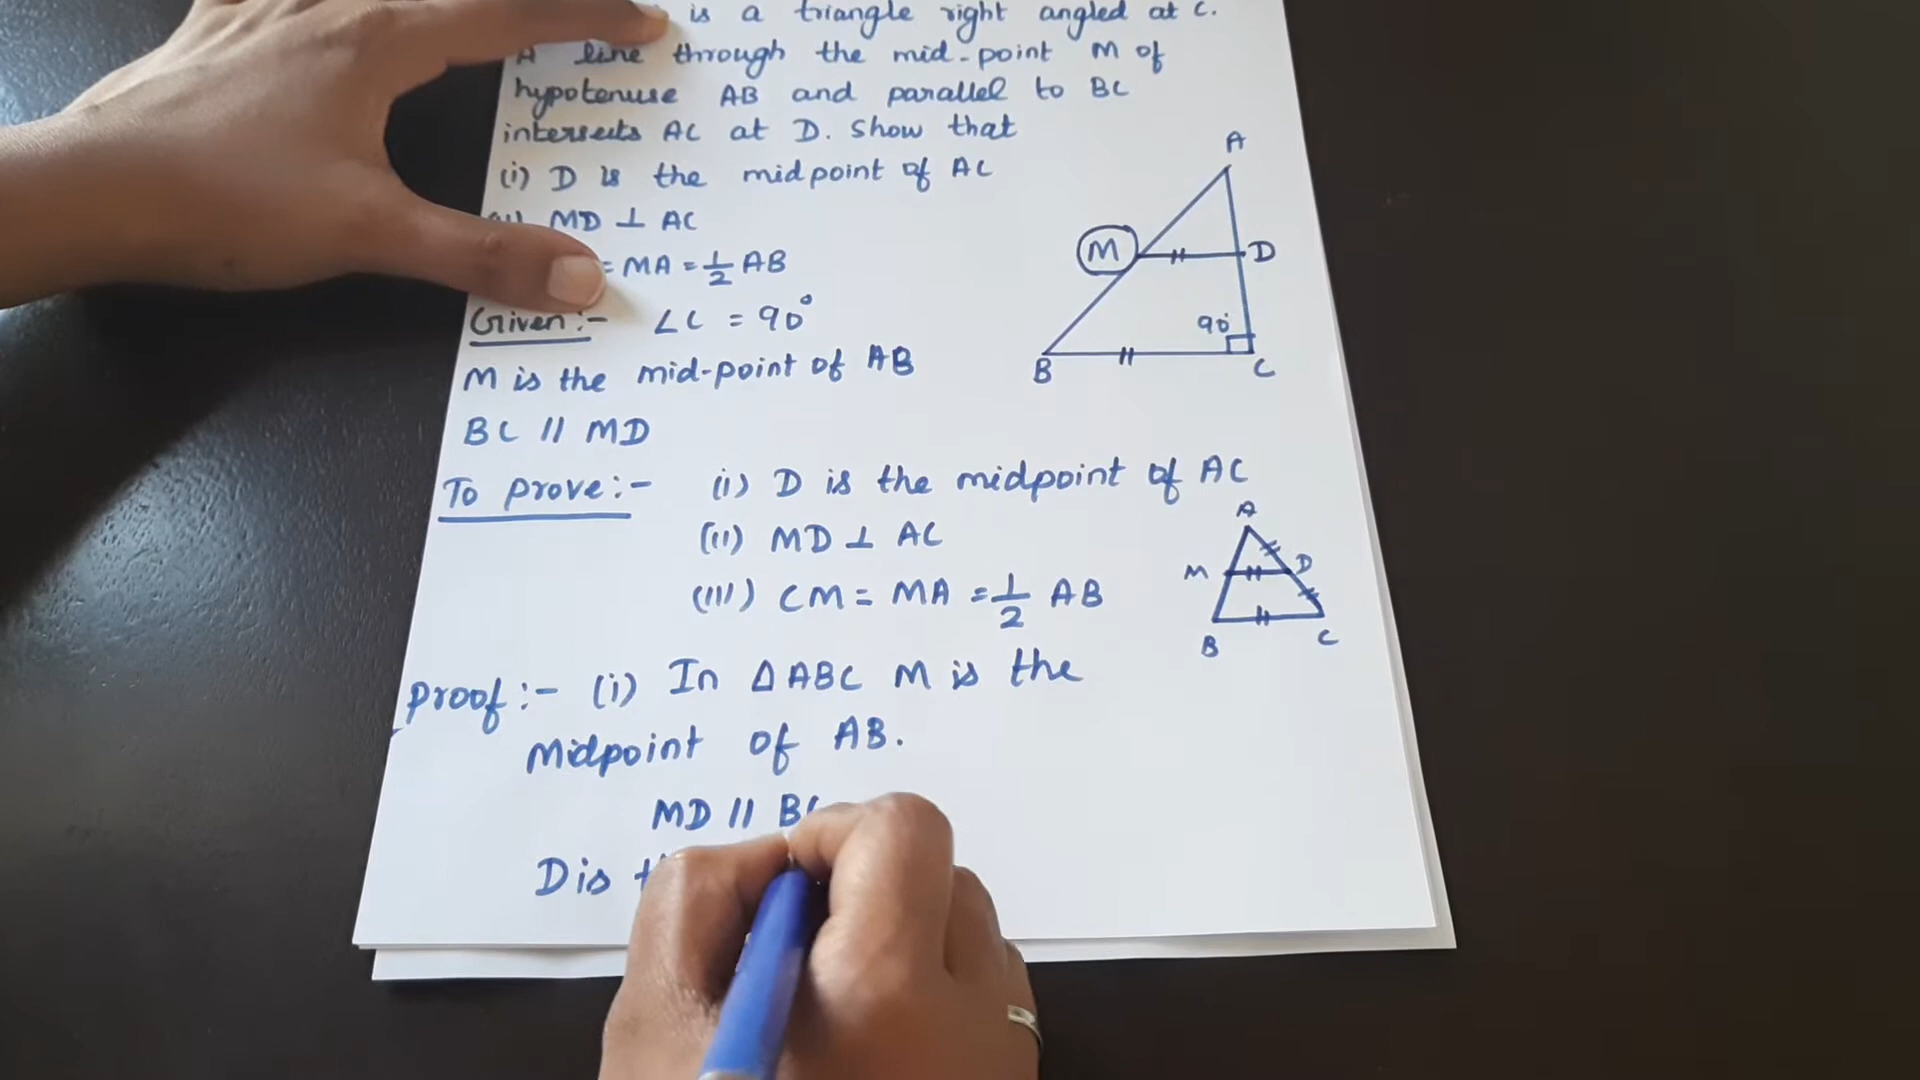 is a triangle right angled at C.
A line through the mid-point M of
hypotenuse AB and parallel to BC
intersects AC at D. Show that
(i) D is the midpoint of AC
MD ⊥ AC
= MA = 1/2 AB
Given:- ∠C = 90°
M is the mid-point of AB
BC // MD
To prove:- (i) D is the midpoint of AC
(ii) MD ⊥ AC
(iii) CM = MA = 1/2 AB
Proof:- (i) In △ABC M is the
Midpoint of AB.
MD // BC
D is
A
M
D
90°
B
C
A
M
D
B
C